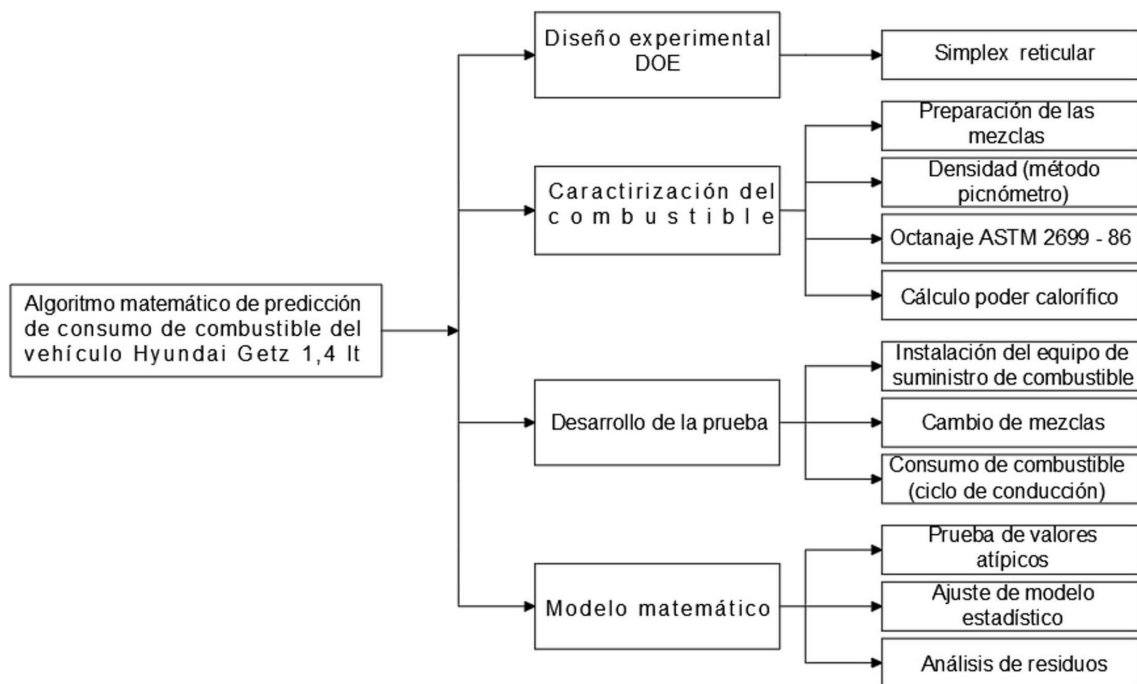 Algoritmo matemático de predicción
de consumo de combustible del
vehículo Hyundai Getz 1,4 lt
Diseño experimental
DOE
Simplex reticular
Caractirización del
combustible
Preparación de las
mezclas
Densidad (método
picnómetro)
Octanaje ASTM 2699 - 86
Cálculo poder calorífico
Desarrollo de la prueba
Instalación del equipo de
suministro de combustible
Cambio de mezclas
Consumo de combustible
(ciclo de conducción)
Modelo matemático
Prueba de valores
atípicos
Ajuste de modelo
estadístico
Análisis de residuos